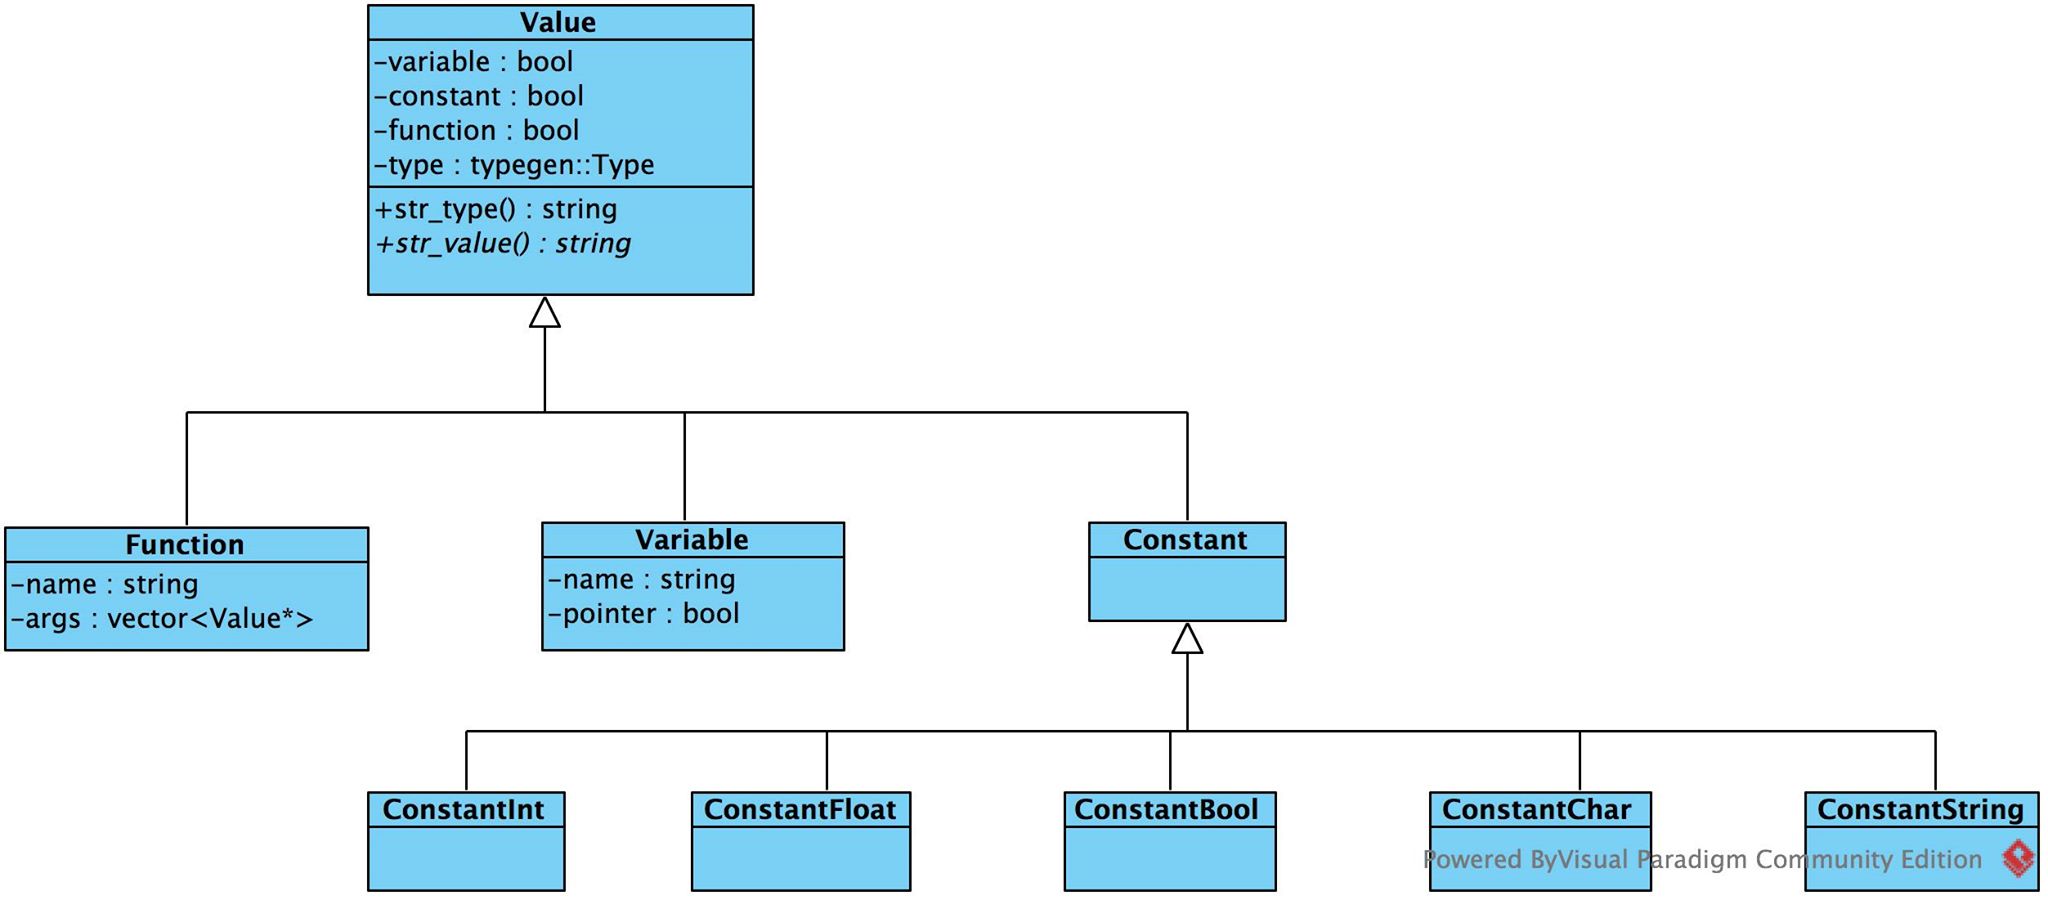 Value
-variable : bool
-constant : bool
-function : bool
-type : typegen::Type
+str_type() : string
+str_value() : string
Function
-name : string
-args : vector<Value*>
Variable
-name : string
-pointer : bool
Constant
ConstantInt
ConstantFloat
ConstantBool
ConstantChar
ConstantString
Powered ByVisual Paradigm Community Edition